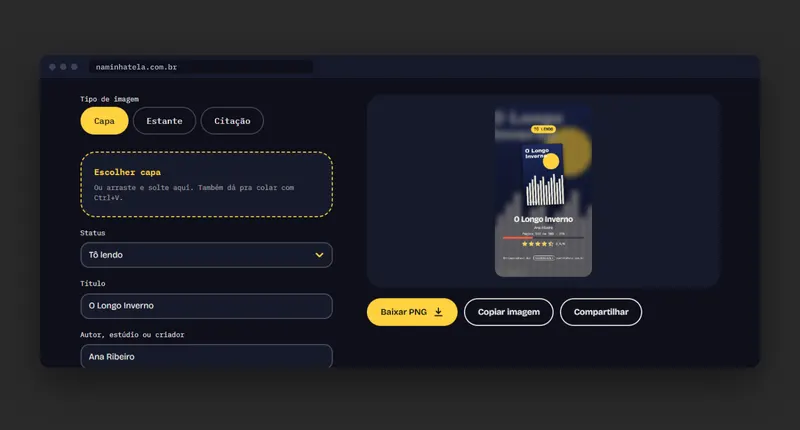 naminhatela.com.br
Tipo de imagem
Capa
Estante
Citação
Escolher capa
Ou arraste e solte aqui. Também dá pra colar com
Ctrl+V.
Status
Tô lendo
Título
O Longo Inverno
Autor, estúdio ou criador
Ana Ribeiro
TÔ LENDO
O Longo
Inverno
O Longo Inverno
Ana Ribeiro
Baixar PNG
Copiar imagem
Compartilhar